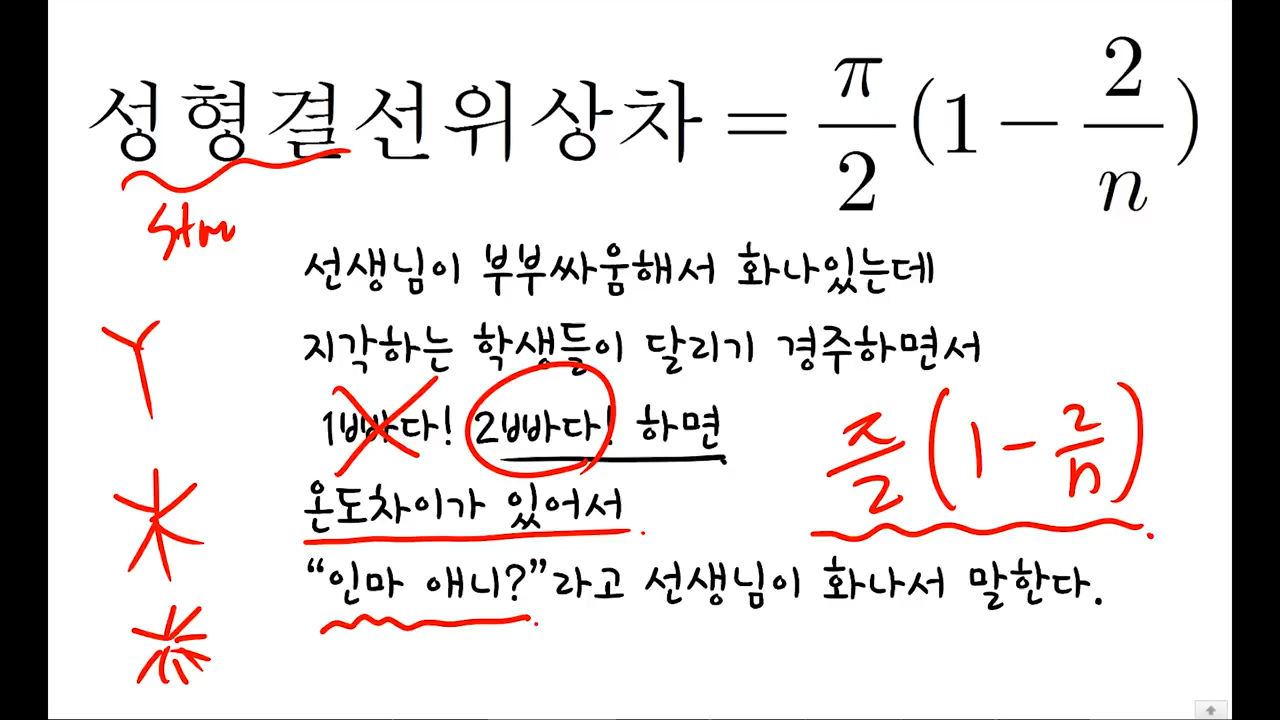 성형결선위상차 = π/2(1 − 2/n)
Star
선생님이 부부싸움해서 화나있는데
지각하는 학생들이 달리기 경주하면서
1빠다! 2빠다! 하면
π/2(1 − 2/n)
온도차이가 있어서
“인마 애니?”라고 선생님이 화나서 말한다.